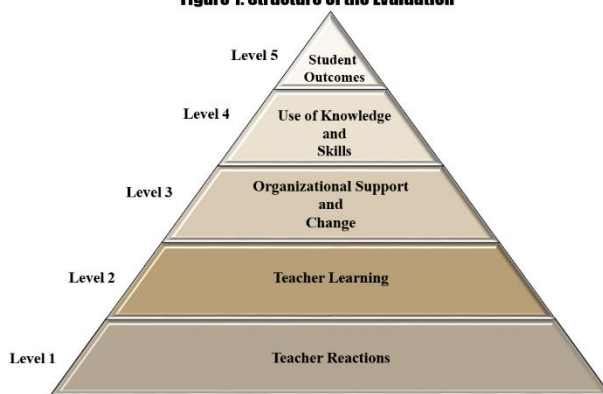 Figure 1. Structure of the Evaluation
Level 5
Student
Outcomes
Level 4
Use of Knowledge
and
Skills
Level 3
Organizational Support
and
Change
Level 2
Teacher Learning
Level 1
Teacher Reactions